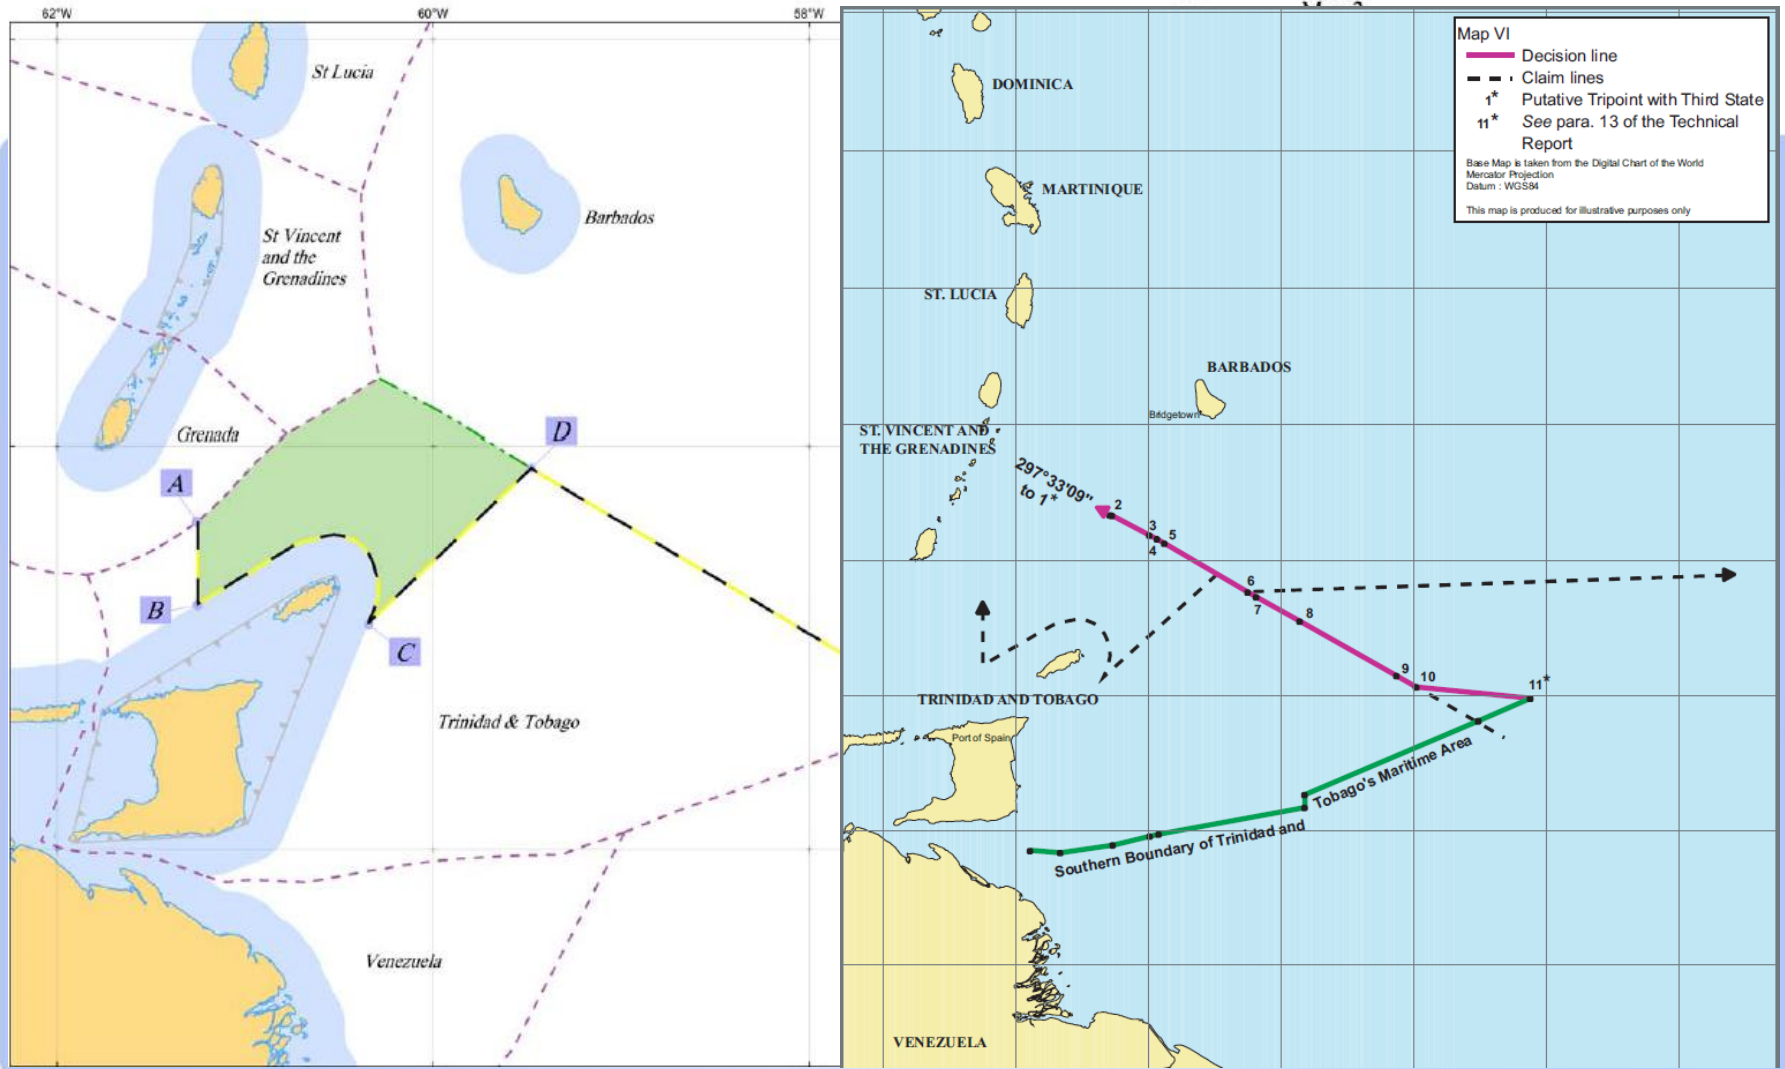 62°W
60°W
58°W
St Lucia
Barbados
St Vincent
and the
Grenadines
Grenada
A
D
B
C
Trinidad & Tobago
Venezuela
Map VI
Decision line
Claim lines
1* Putative Tripoint with Third State
11* See para. 13 of the Technical
Report
Base Map is taken from the Digital Chart of the World
Mercator Projection
Datum : WGS84
This map is produced for illustrative purposes only
DOMINICA
MARTINIQUE
ST. LUCIA
BARBADOS
Bridgetown
ST. VINCENT AND
THE GRENADINES
297°33'09"
to 1*
2
3
4
5
6
7
8
9
10
11*
TRINIDAD AND TOBAGO
Port of Spain
Southern Boundary of Trinidad and
Tobago's Maritime Area
VENEZUELA